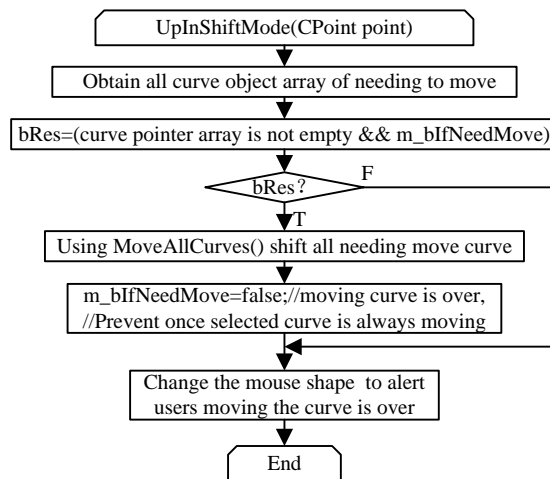 UpInShiftMode(CPoint point)
Obtain all curve object array of needing to move
bRes=(curve pointer array is not empty && m_bIfNeedMove)
F
bRes?
T
Using MoveAllCurves() shift all needing move curve
m_bIfNeedMove=false;//moving curve is over,
//Prevent once selected curve is always moving
Change the mouse shape to alert
users moving the curve is over
End